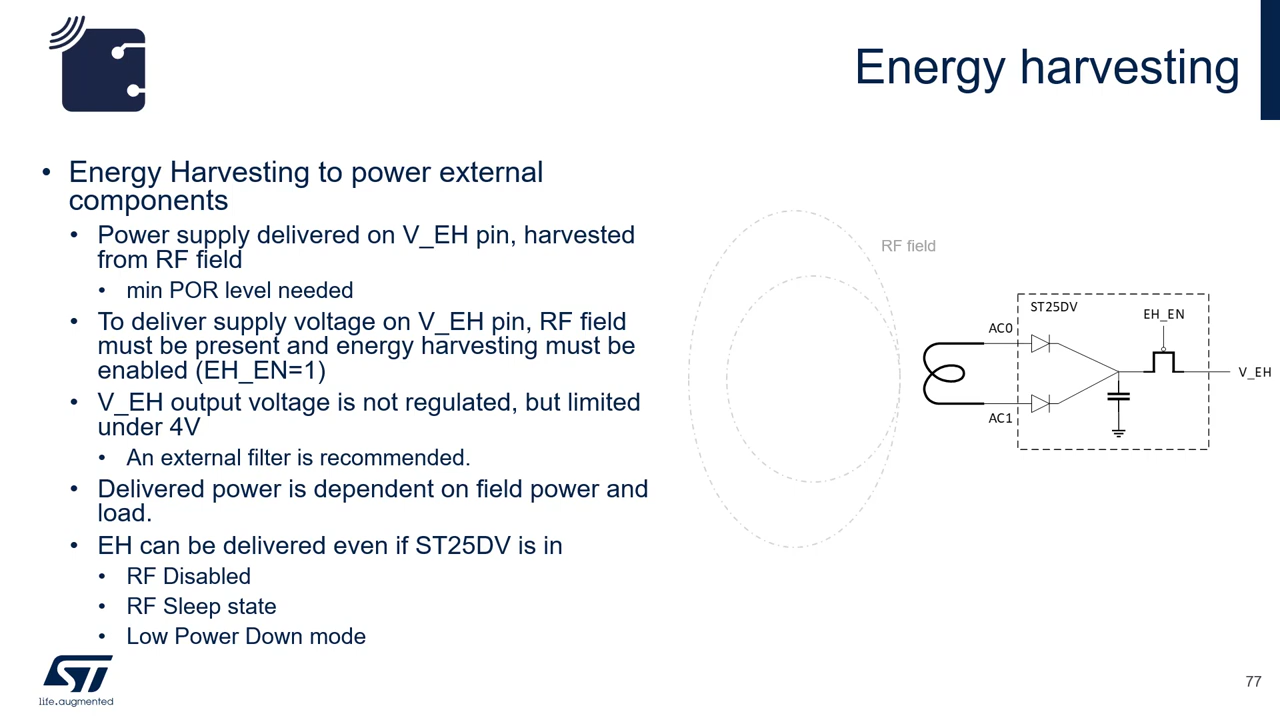 Energy harvesting
• Energy Harvesting to power external
components
• Power supply delivered on V_EH pin, harvested
from RF field
• min POR level needed
• To deliver supply voltage on V_EH pin, RF field
must be present and energy harvesting must be
enabled (EH_EN=1)
• V_EH output voltage is not regulated, but limited
under 4V
• An external filter is recommended.
• Delivered power is dependent on field power and
load.
• EH can be delivered even if ST25DV is in
• RF Disabled
• RF Sleep state
• Low Power Down mode
RF field
ST25DV
EH_EN
AC0
V_EH
AC1
ST
life.augmented
77